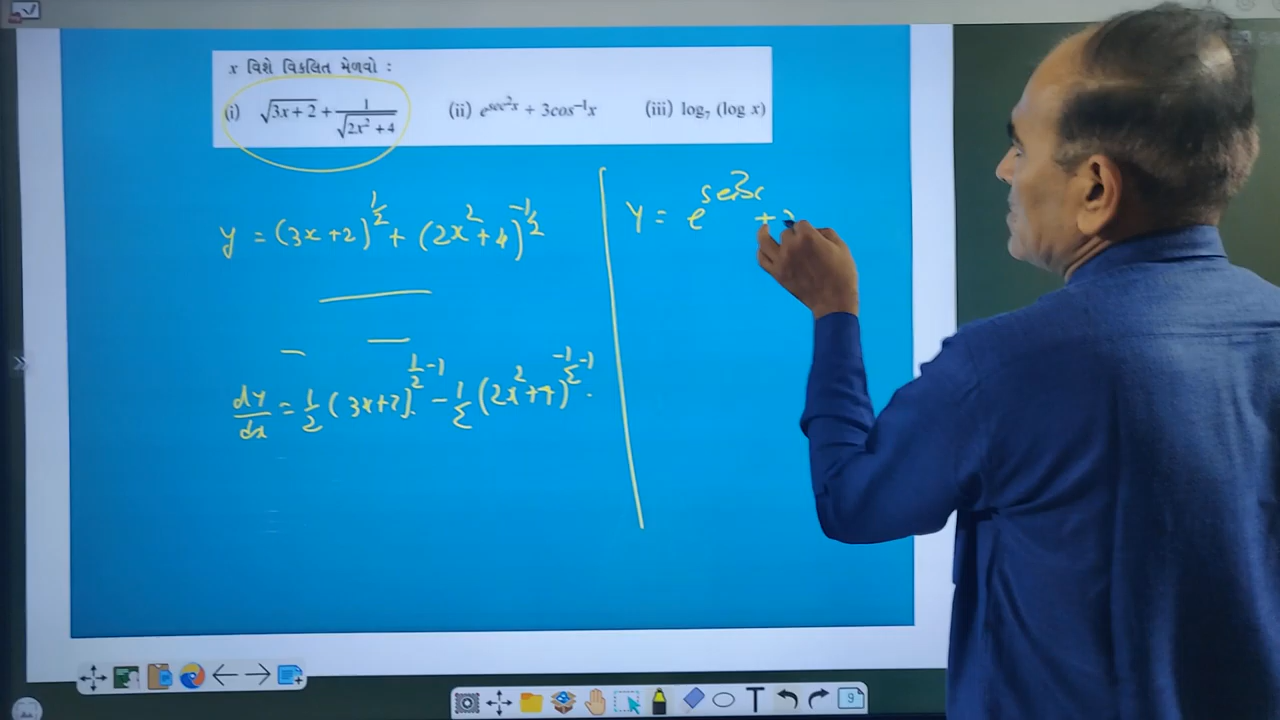 x વિશે વિકલિત મેળવો :
(i) √(3x + 2) + 1/√(2x² + 4) (ii) e^(sec²x) + 3cos⁻¹x (iii) log₇ (log x)
y = (3x+2)^(1/2) + (2x²+4)^(-1/2)
dy/dx = 1/2 (3x+2)^(1/2 -1) . - 1/2 (2x²+4)^(-1/2 -1) .
y = e^(sec²x) +
T
9